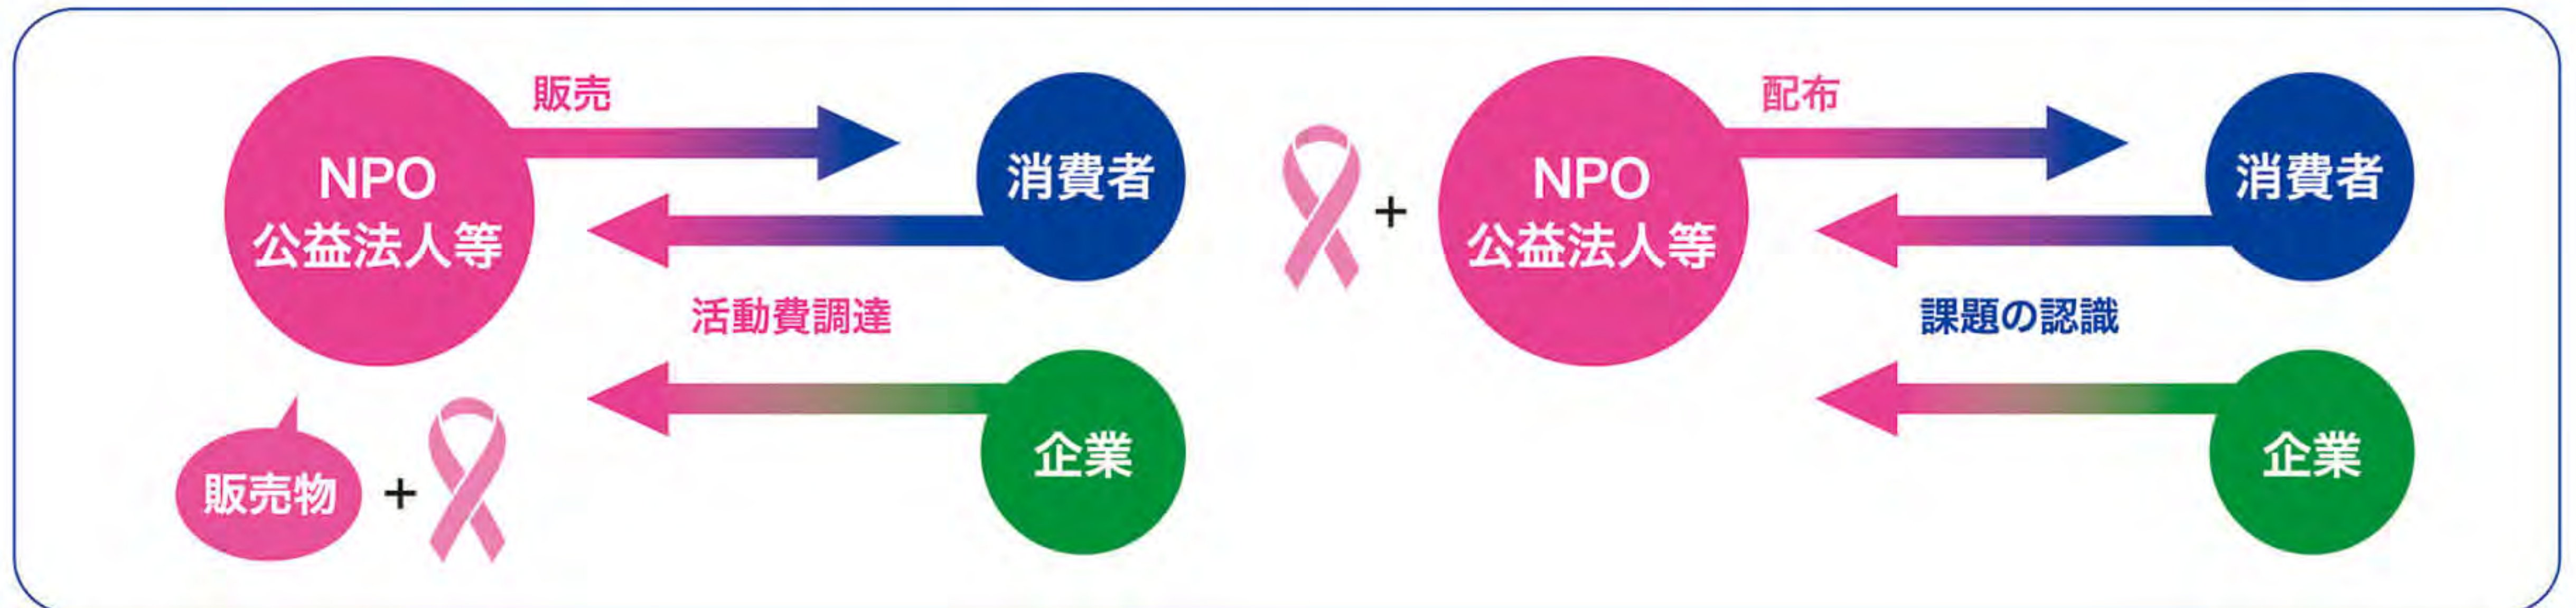 販売
NPO
公益法人等
消費者
活動費調達
企業
販売物
+
+
NPO
公益法人等
配布
消費者
課題の認識
企業